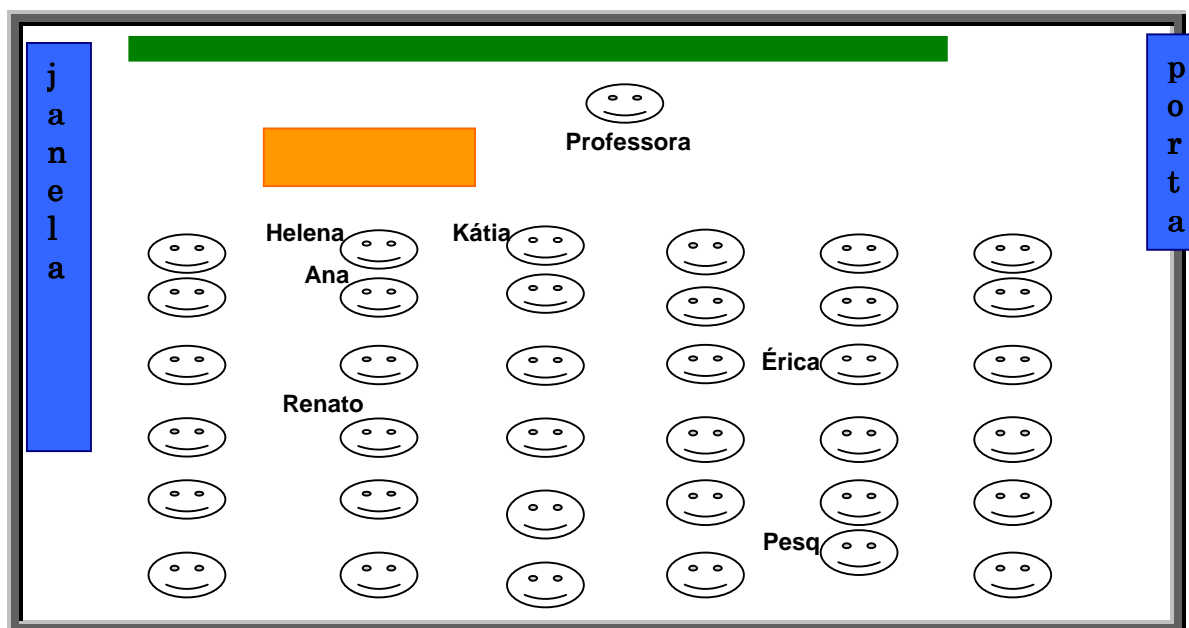 janela
porta
Professora
Helena
Kátia
Ana
Érica
Renato
Pesq